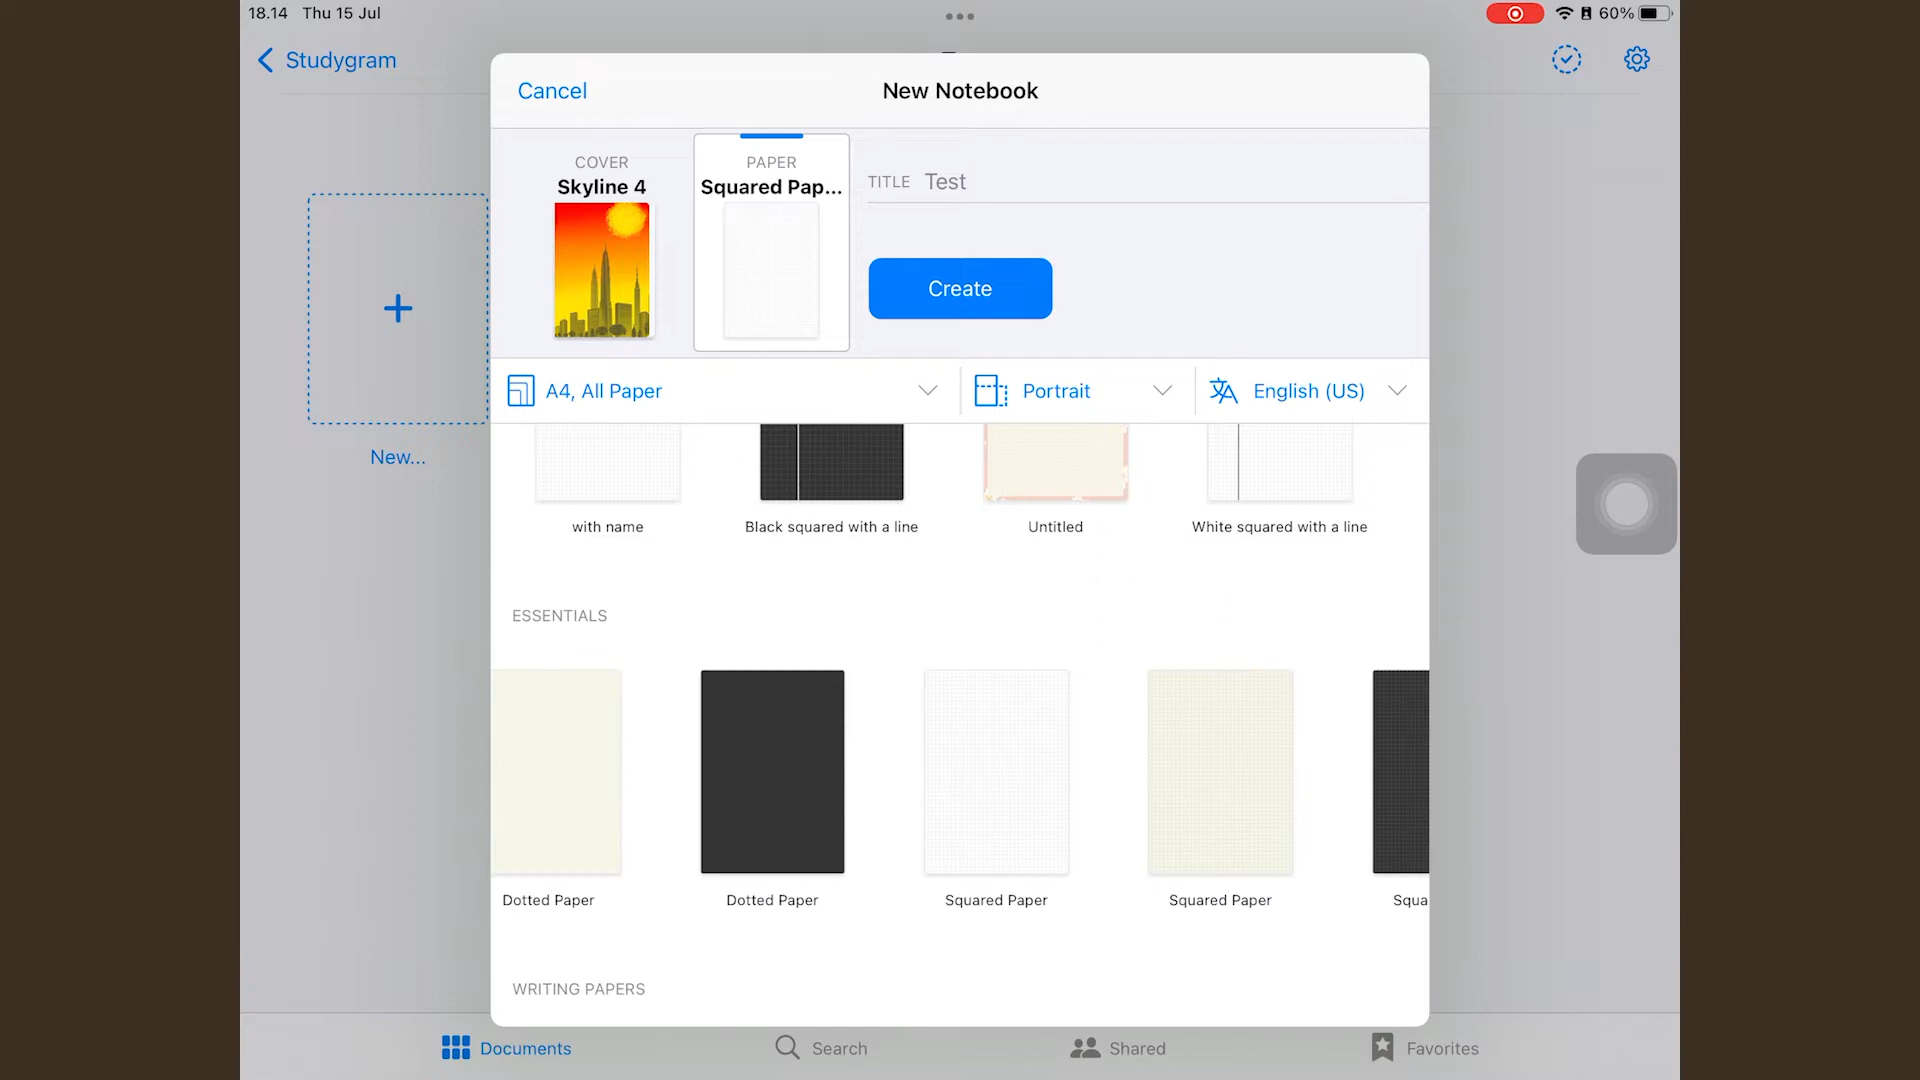 18.14 Thu 15 Jul
60%
Studygram
Cancel
New Notebook
COVER
Skyline 4
PAPER
Squared Pap...
TITLE Test
Create
A4, All Paper
Portrait
English (US)
New...
with name
Black squared with a line
Untitled
White squared with a line
ESSENTIALS
Dotted Paper
Dotted Paper
Squared Paper
Squared Paper
Squa
WRITING PAPERS
Documents
Search
Shared
Favorites